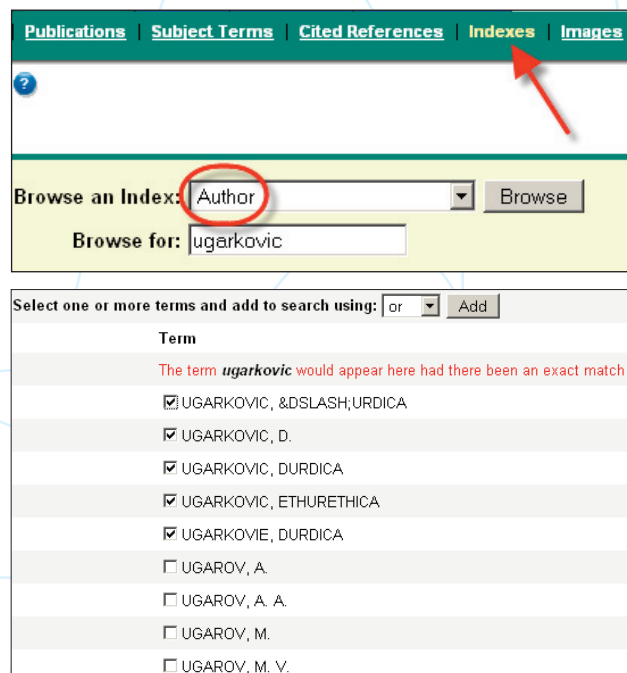 Publications | Subject Terms | Cited References | Indexes | Images
?
Browse an Index: Author Browse
Browse for: ugarkovic
Select one or more terms and add to search using: or Add
Term
The term ugarkovic would appear here had there been an exact match
UGARKOVIC, &DSLASH;URDICA
UGARKOVIC, D.
UGARKOVIC, DURDICA
UGARKOVIC, ETHURETHICA
UGARKOVIE, DURDICA
UGAROV, A.
UGAROV, A. A.
UGAROV, M.
UGAROV, M. V.